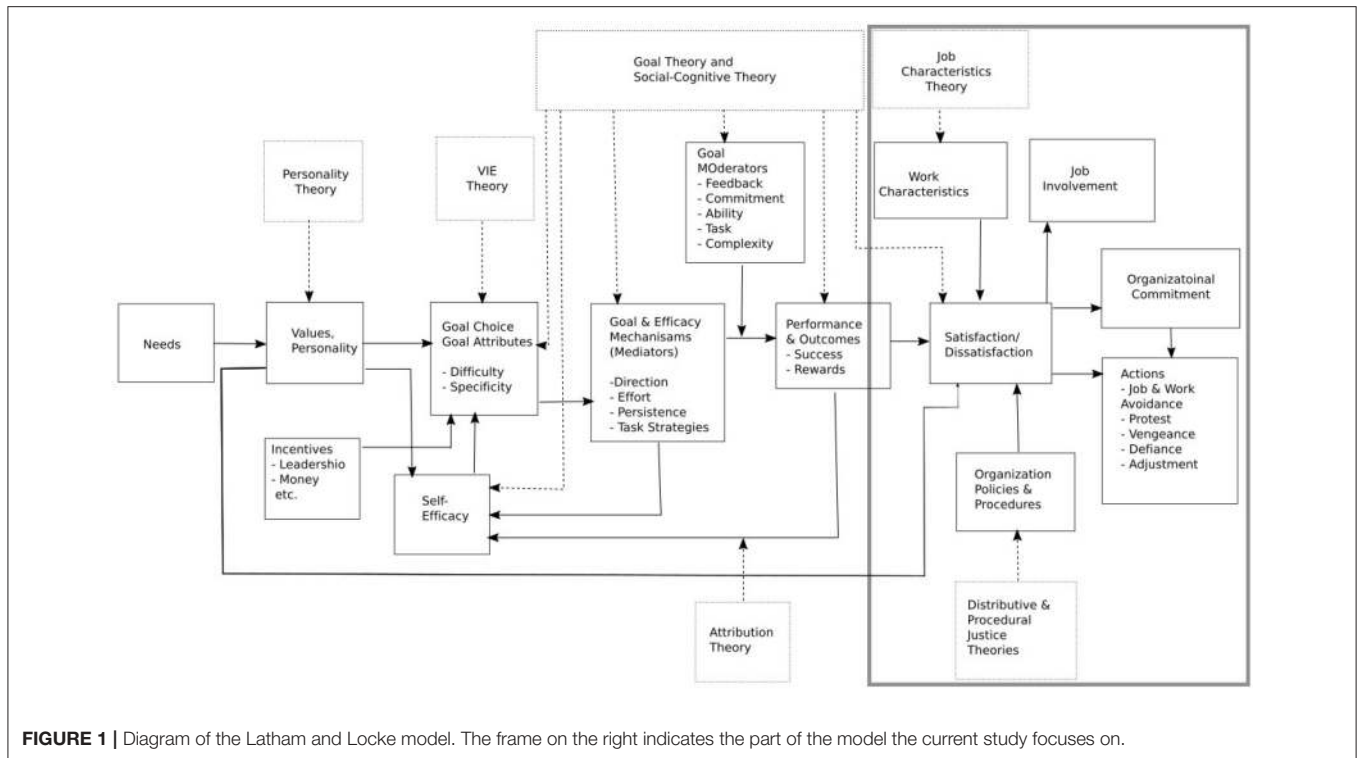 Goal Theory and
Social-Cognitive Theory
Job
Characteristics
Theory
Personality
Theory
VIE
Theory
Goal
MOderators
- Feedback
- Commitment
- Ability
- Task
- Complexity
Work
Characteristics
Job
Involvement
Needs
Values,
Personality
Goal Choice
Goal Attributes
- Difficulty
- Specificity
Goal & Efficacy
Mechanisams
(Mediators)
-Direction
- Effort
- Persistence
- Task Strategies
Performance
& Outcomes
- Success
- Rewards
Satisfaction/
Dissatisfaction
Organizatoinal
Commitment
Actions
- Job & Work
Avoidance
- Protest
- Vengeance
- Defiance
- Adjustment
Incentives
- Leadershio
- Money
etc.
Self-
Efficacy
Organization
Policies &
Procedures
Attribution
Theory
Distributive &
Procedural
Justice
Theories
FIGURE 1 | Diagram of the Latham and Locke model. The frame on the right indicates the part of the model the current study focuses on.